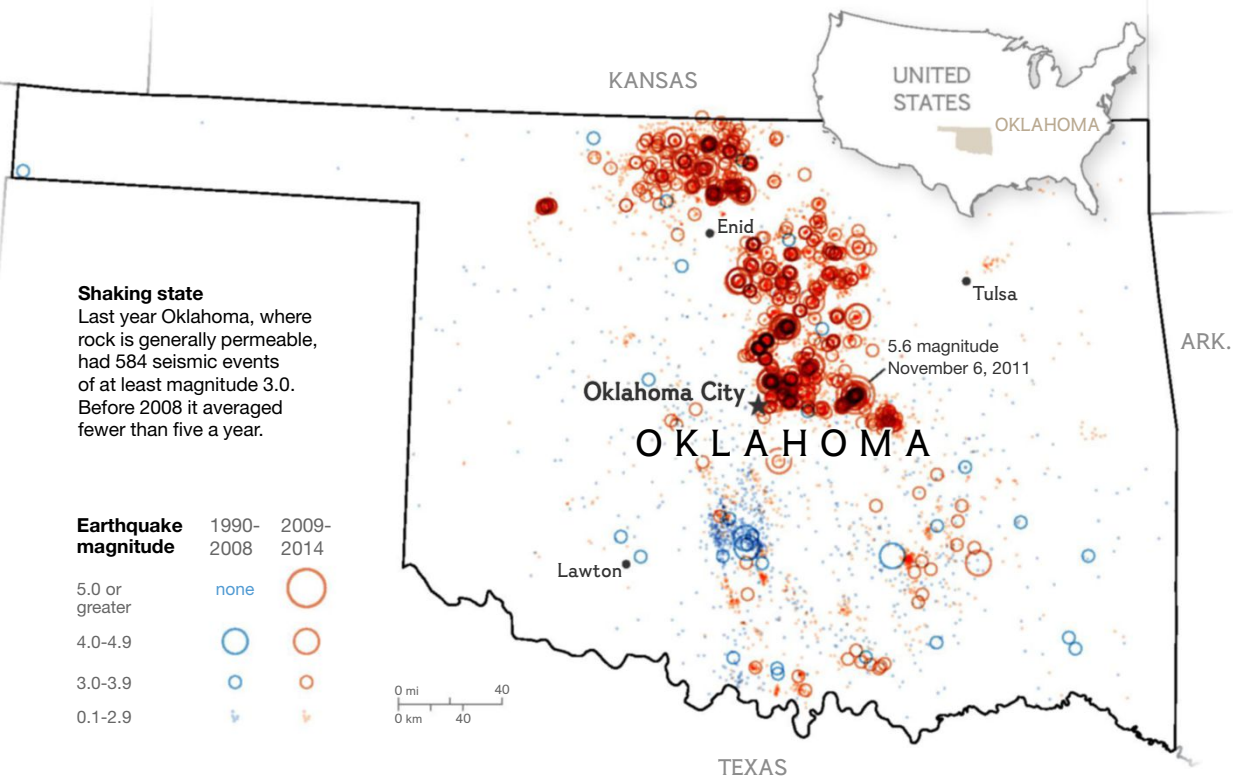 KANSAS
UNITED
STATES
OKLAHOMA
Enid
Tulsa
Shaking state
Last year Oklahoma, where
rock is generally permeable,
had 584 seismic events
of at least magnitude 3.0.
Before 2008 it averaged
fewer than five a year.
ARK.
5.6 magnitude
November 6, 2011
Oklahoma City
OKLAHOMA
Earthquake
magnitude
1990-
2008
2009-
2014
5.0 or
greater
none
4.0-4.9
3.0-3.9
0.1-2.9
Lawton
0 mi 40
0 km 40
TEXAS